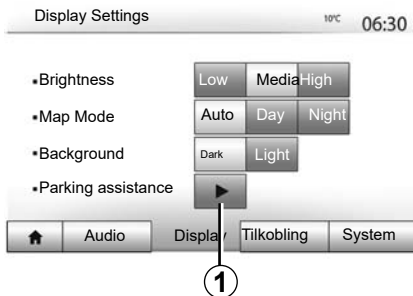 Display Settings 10℃ 06:30
▪Brightness Low Media High
▪Map Mode Auto Day Night
▪Background Dark Light
▪Parking assistance
Audio Display Tilkobling System
1